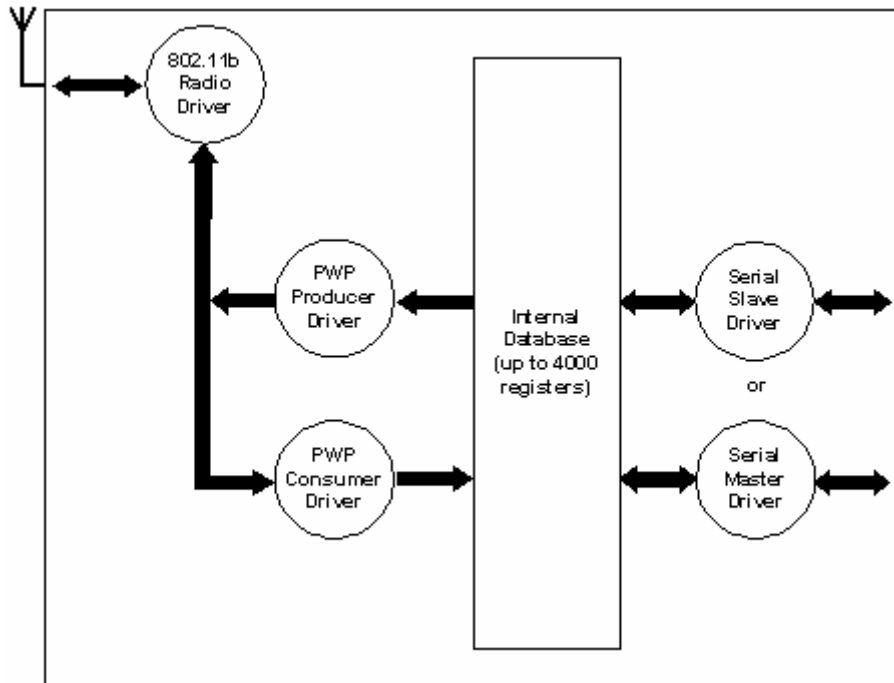 802.11b
Radio
Driver
PWP
Producer
Driver
PWP
Consumer
Driver
Internal
Database
(up to 4000
registers)
Serial
Slave
Driver
or
Serial
Master
Driver